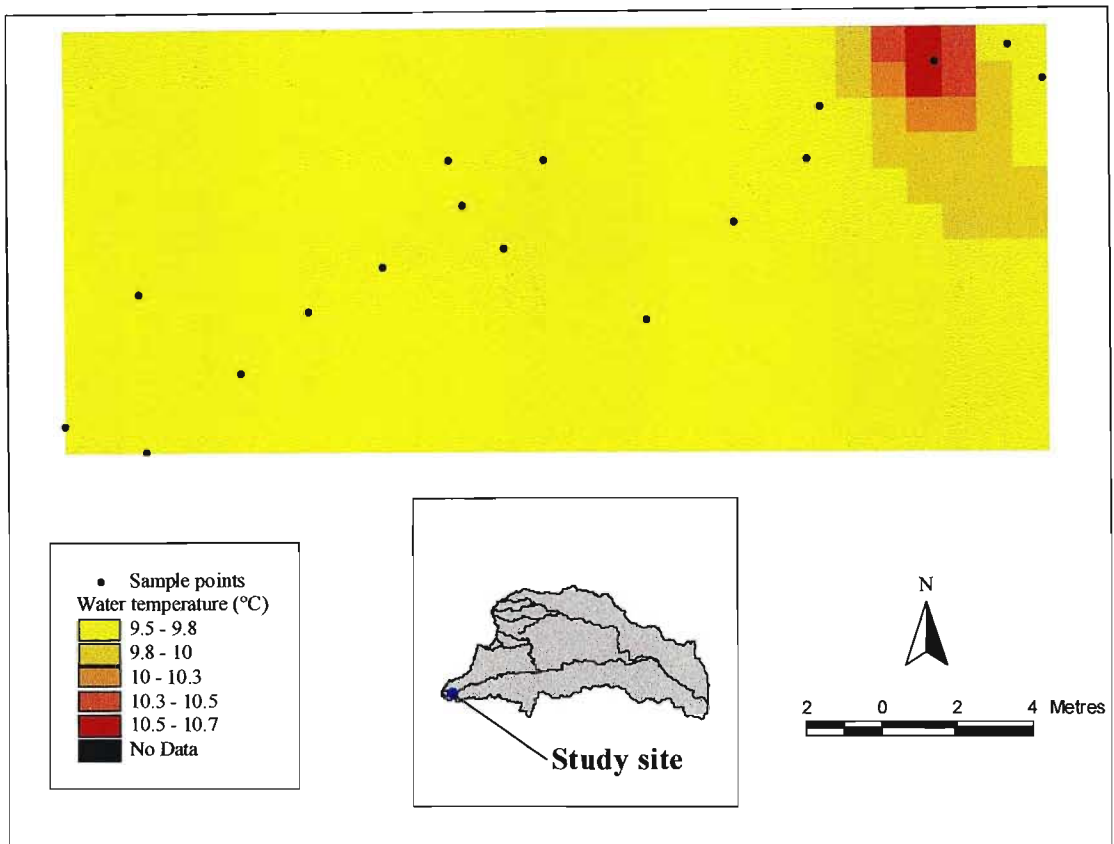 Sample points
Water temperature (°C)
9.5 - 9.8
9.8 - 10
10 - 10.3
10.3 - 10.5
10.5 - 10.7
No Data
Study site
N
2 0 2 4 Metres